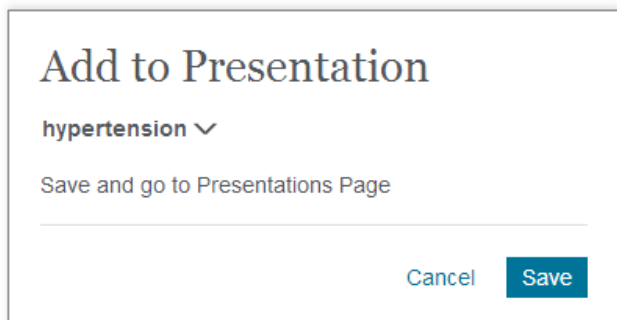 Add to Presentation
hypertension
Save and go to Presentations Page
Cancel Save